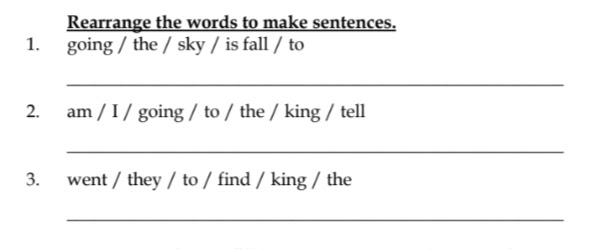 Rearrange the words to make sentences.
1. going / the / sky / is fall / to
2. am / I / going / to / the / king / tell
3. went / they / to / find / king / the